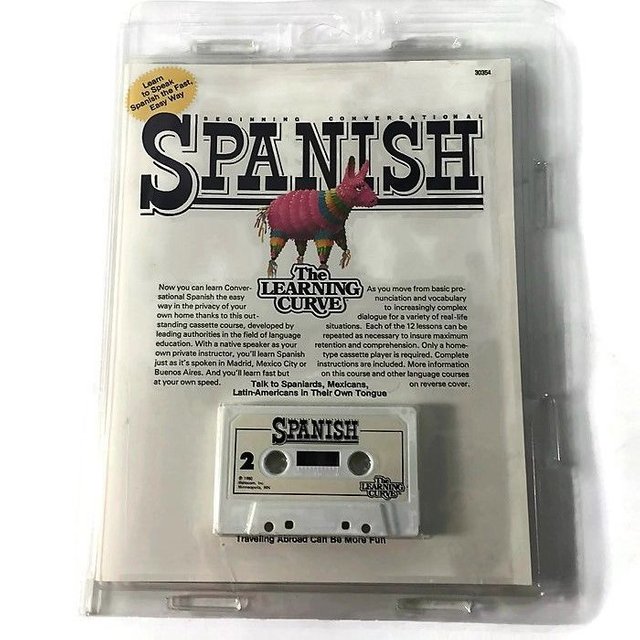 30354
Learn
to Speak
Spanish the Fast,
Easy Way
BEGINNING CONVERSATIONAL
SPANISH
The
LEARNING
CURVE
Now you can learn Conver-
sational Spanish the easy
way in the privacy of your
own home thanks to this out-
standing cassette course, developed by
leading authorities in the field of language
education. With a native speaker as your
own private instructor, you'll learn Spanish
just as it's spoken in Madrid, Mexico City or
Buenos Aires. And you'll learn fast but
at your own speed.
As you move from basic pro-
nunciation and vocabulary
to increasingly complex
dialogue for a variety of real-life
situations. Each of the 12 lessons can be
repeated as necessary to insure maximum
retention and comprehension. Only a home-
type cassette player is required. Complete
instructions are included. More information
on this course and other language courses
on reverse cover.
Talk to Spaniards, Mexicans,
Latin-Americans in Their Own Tongue
SPANISH
2
Minneapolis, MN
The
LEARNING
CURVE
Traveling Abroad Can Be More Fun